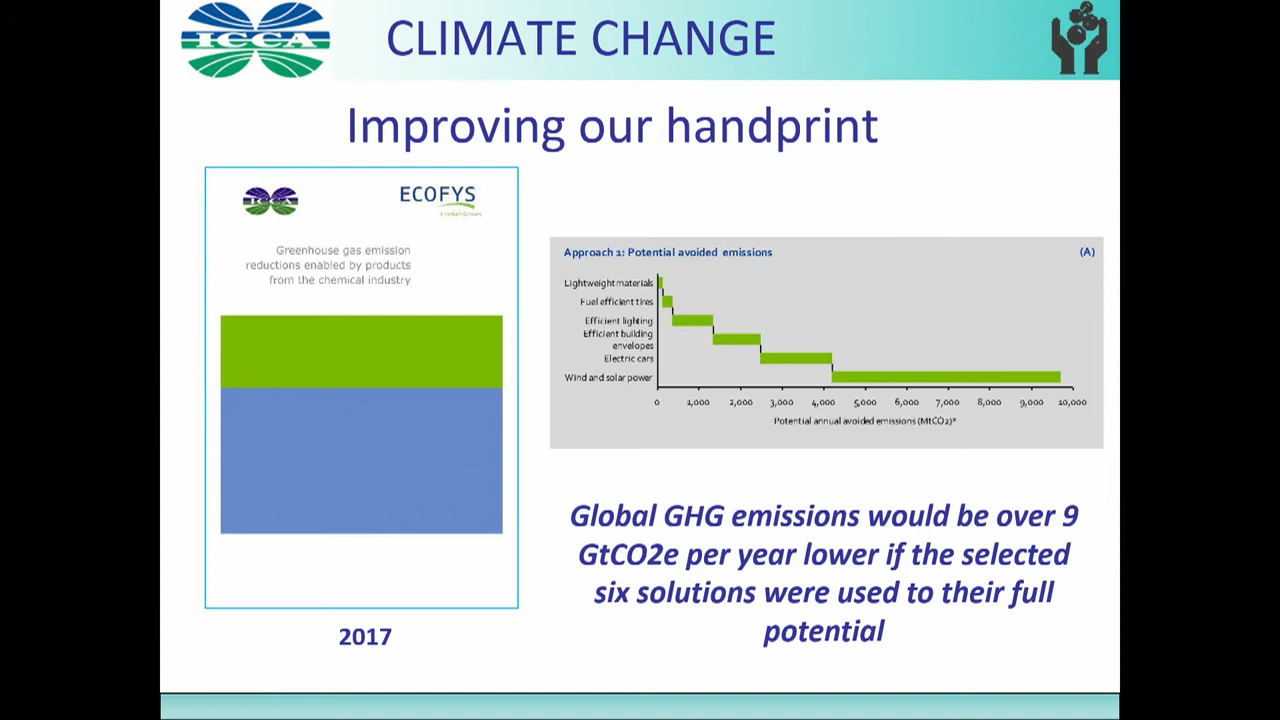 ICCA
CLIMATE CHANGE
Improving our handprint
ICCA
ECOFYS
Greenhouse gas emission
reductions enabled by products
from the chemical industry
2017
Approach 1: Potential avoided emissions
(A)
Lightweight materials
Fuel efficient tires
Efficient lighting
Efficient building
envelopes
Electric cars
Wind and solar power
0 1,000 2,000 3,000 4,000 5,000 6,000 7,000 8,000 9,000 10,000
Potential annual avoided emissions (MtCO2)*
Global GHG emissions would be over 9
GtCO2e per year lower if the selected
six solutions were used to their full
potential